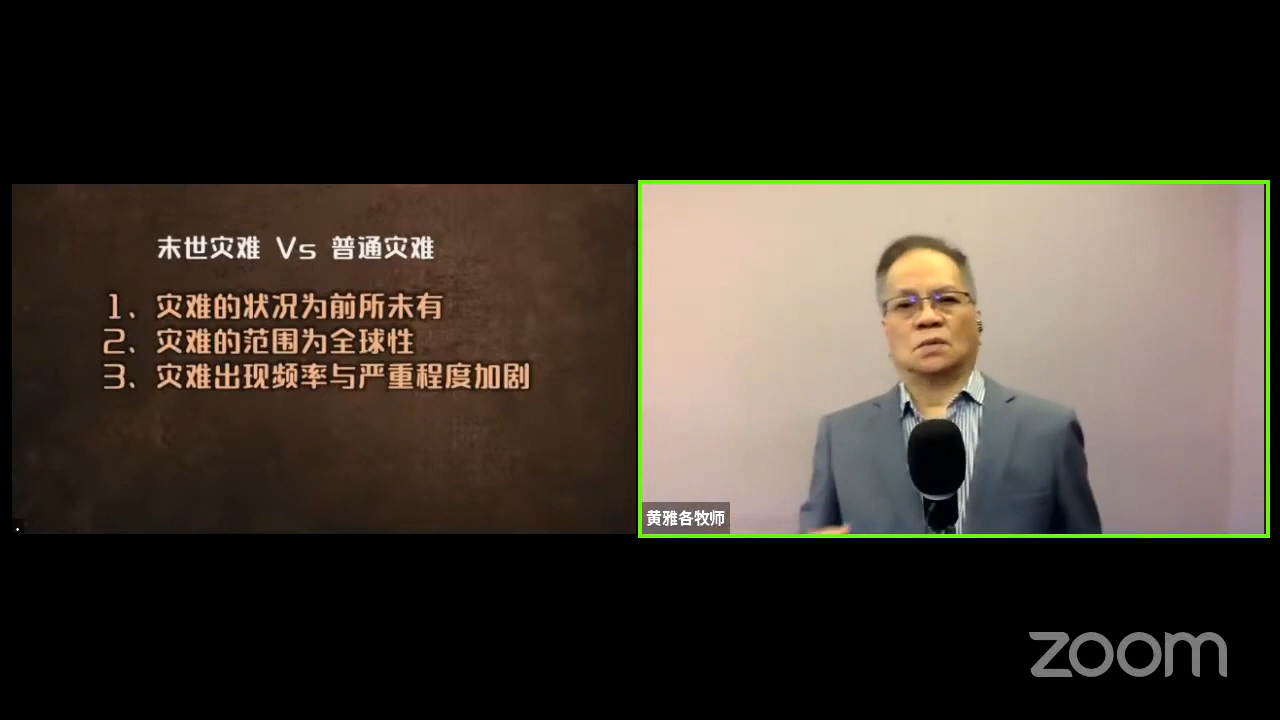 末世灾难 Vs 普通灾难
1、灾难的状况为前所未有
2、灾难的范围为全球性
3、灾难出现频率与严重程度加剧
黄雅各牧师
zoom